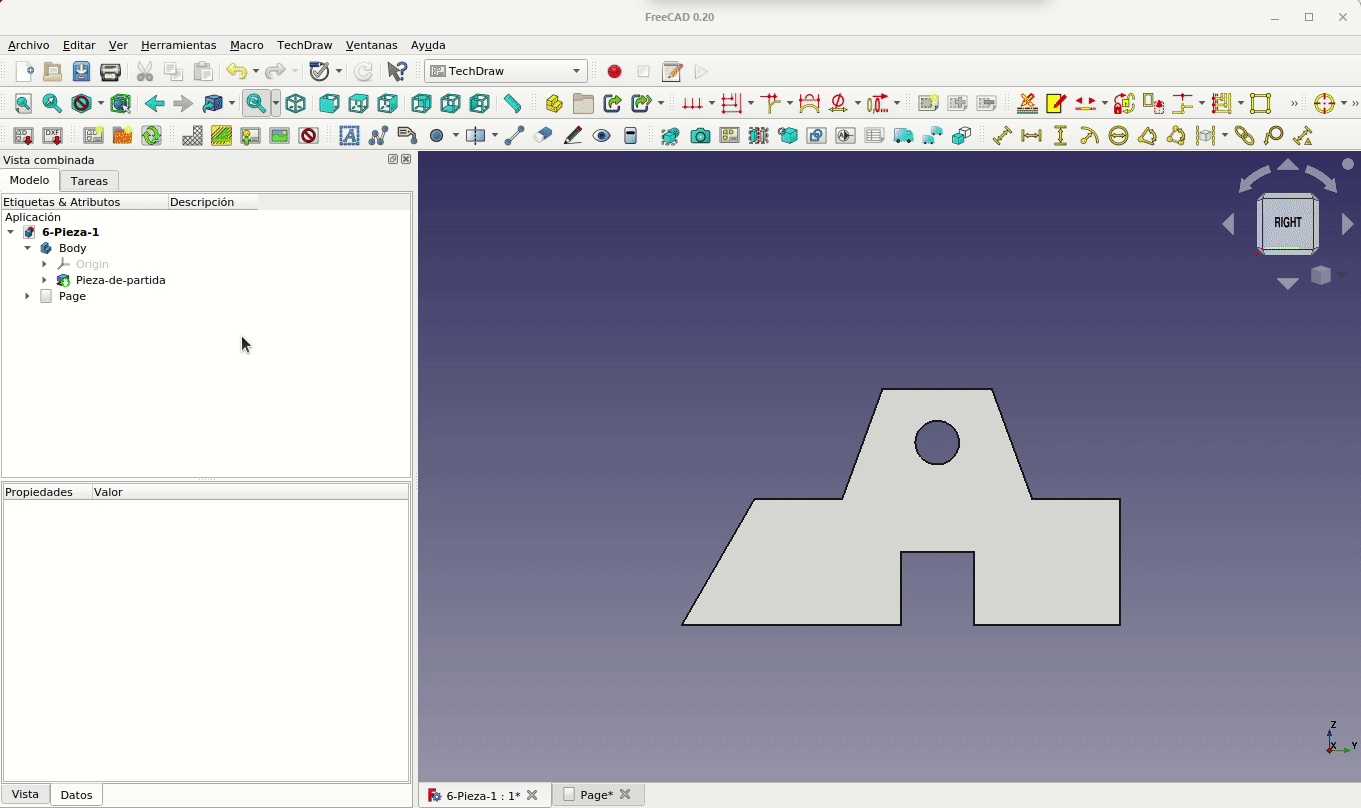 FreeCAD 0.20
Archivo Editar Ver Herramientas Macro TechDraw Ventanas Ayuda
TechDraw
Vista combinada
Modelo Tareas
Etiquetas & Atributos Descripción
Aplicación
6-Pieza-1
Body
Origin
Pieza-de-partida
Page
Propiedades Valor
Vista Datos
RIGHT
Z
X Y
6-Pieza-1 : 1* Page*